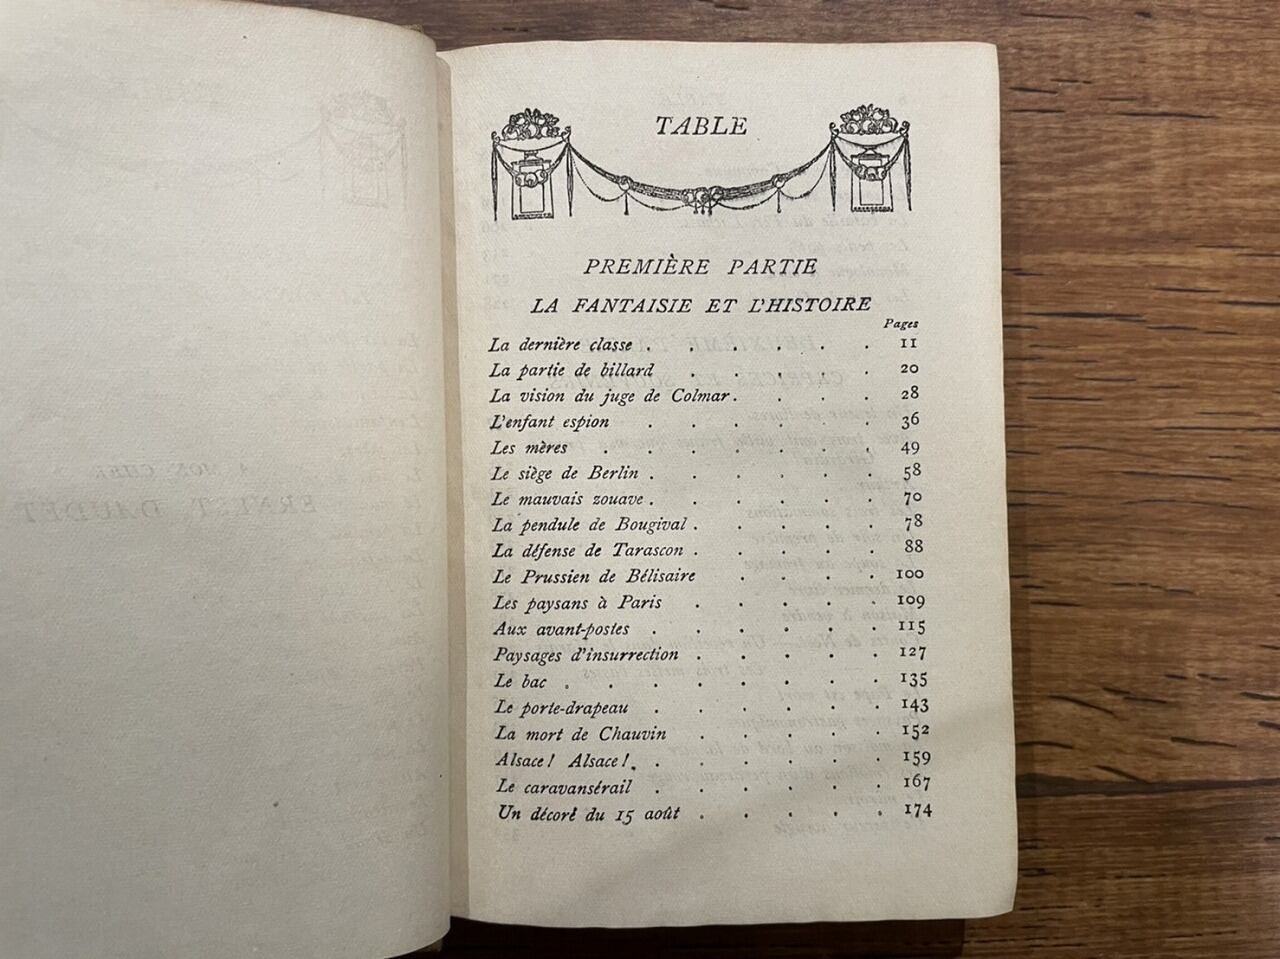 TABLE
PREMIÈRE PARTIE
LA FANTAISIE ET L'HISTOIRE
Pages
La dernière classe . . . . . . 11
La partie de billard . . . . . 20
La vision du juge de Colmar. . . . 28
L'enfant espion . . . . . . 36
Les mères . . . . . . . 49
Le siège de Berlin . . . . . . 58
Le mauvais zouave . . . . . . 70
La pendule de Bougival . . . . . 78
La défense de Tarascon . . . . . 88
Le Prussien de Bélisaire . . . . 100
Les paysans à Paris . . . . . 109
Aux avant-postes . . . . . . 115
Paysages d'insurrection . . . . . 127
Le bac . . . . . . . . 135
Le porte-drapeau . . . . . . 143
La mort de Chauvin . . . . . 152
Alsace! Alsace!. . . . . . . 159
Le caravansérail . . . . . . 167
Un décoré du 15 août . . . . . 174
ERNEST DAUDET